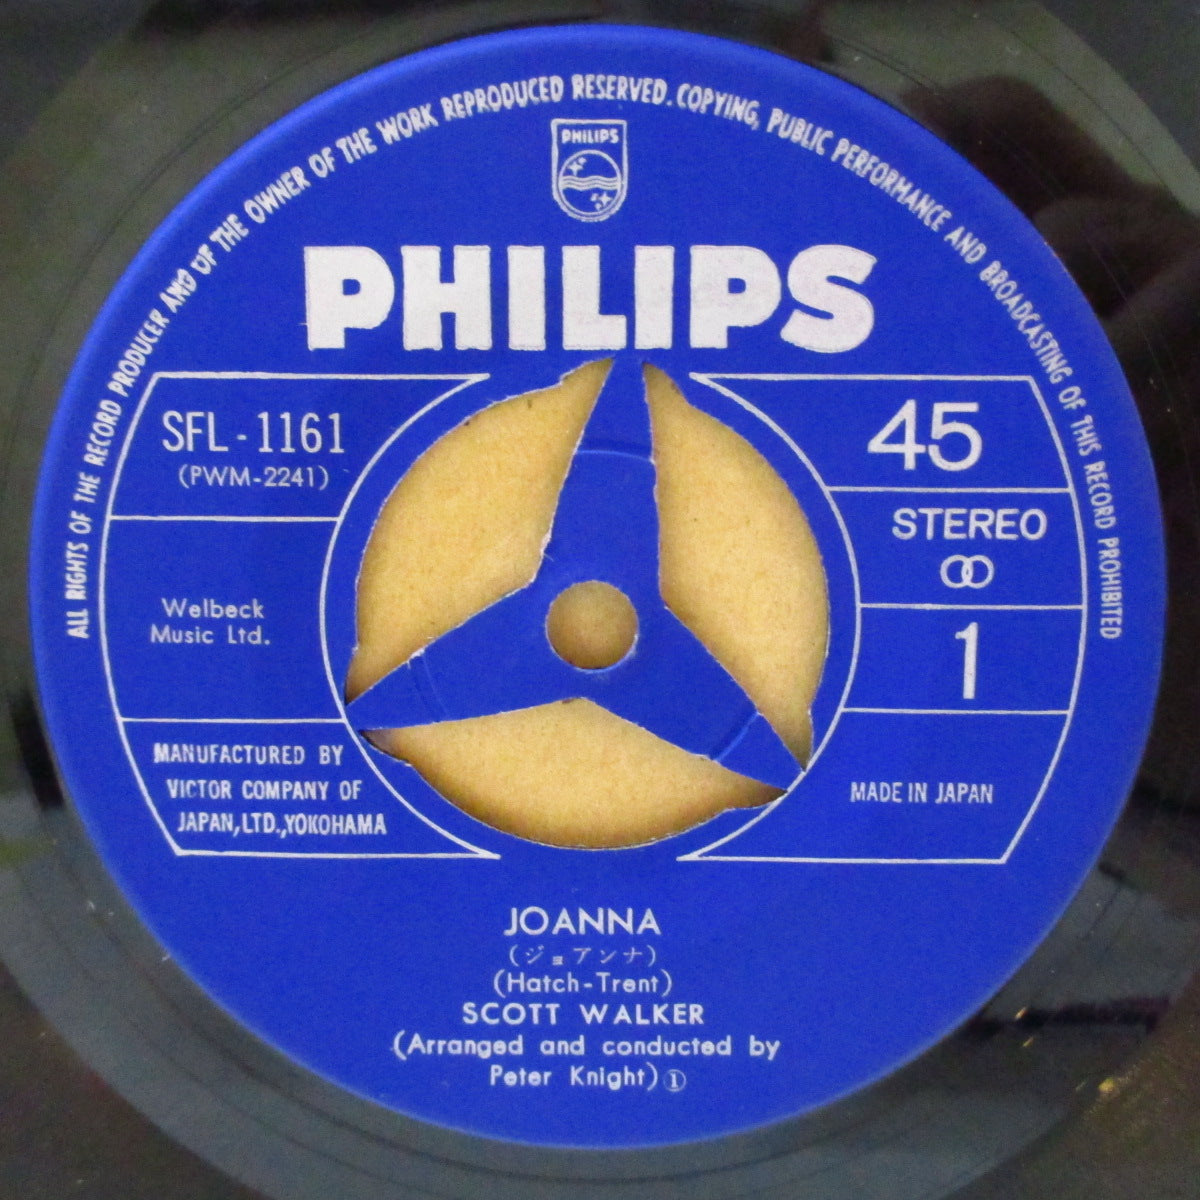 ALL RIGHTS OF THE RECORD PRODUCER AND OF THE OWNER OF THE WORK REPRODUCED RESERVED. COPYING, PUBLIC PERFORMANCE AND BROADCASTING OF THIS RECORD PROHIBITED
PHILIPS
PHILIPS
SFL-1161
(PWM-2241)
Welbeck
Music Ltd.
MANUFACTURED BY
VICTOR COMPANY OF
JAPAN,LTD.,YOKOHAMA
45
STEREO
1
MADE IN JAPAN
JOANNA
(ジョアンナ)
(Hatch-Trent)
SCOTT WALKER
(Arranged and conducted by
Peter Knight)①